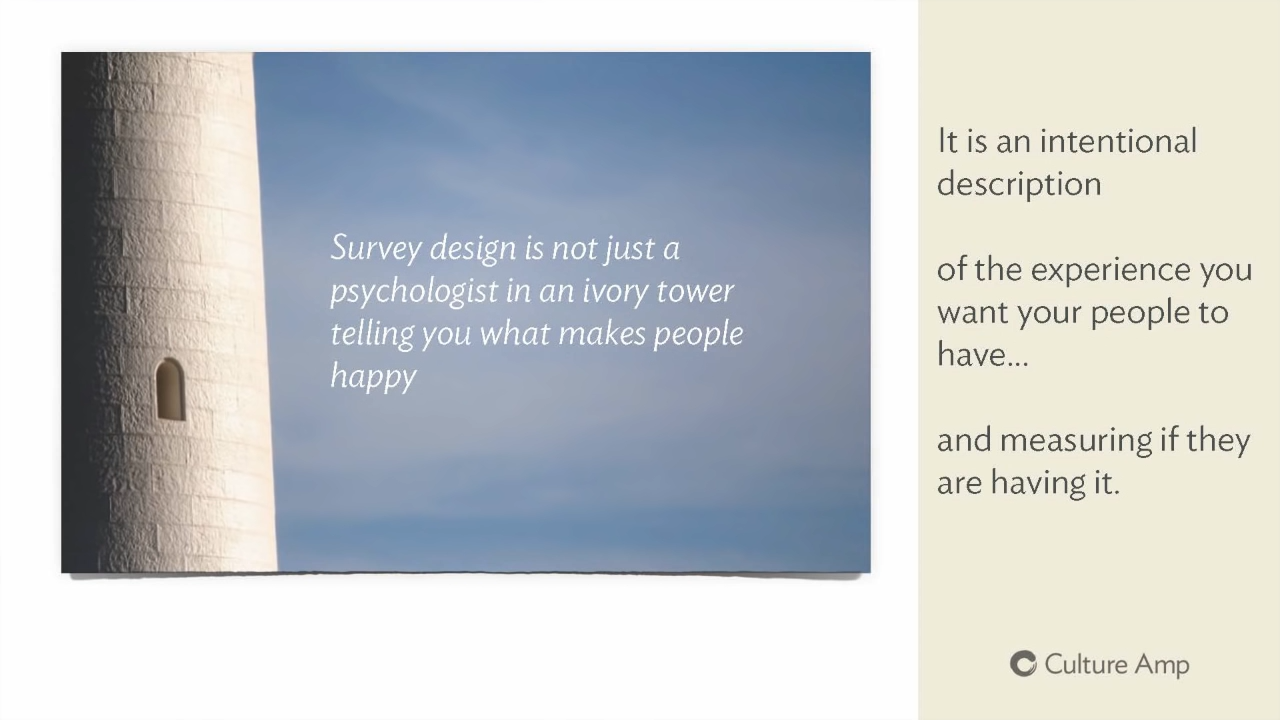 Survey design is not just a
psychologist in an ivory tower
telling you what makes people
happy
It is an intentional
description
of the experience you
want your people to
have...
and measuring if they
are having it.
Culture Amp